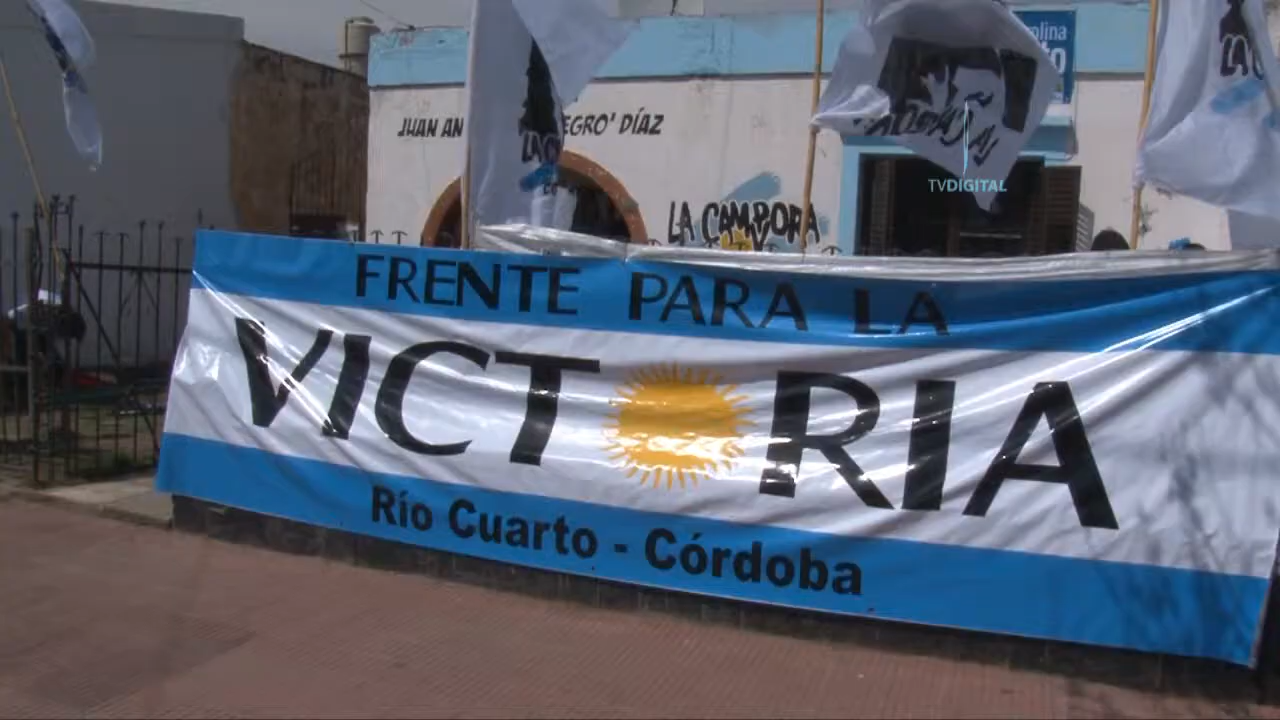 JUAN AN EGRO' DÍAZ
LA CAMPORA
TVDIGITAL
FRENTE PARA LA
VICTORIA
Río Cuarto - Córdoba